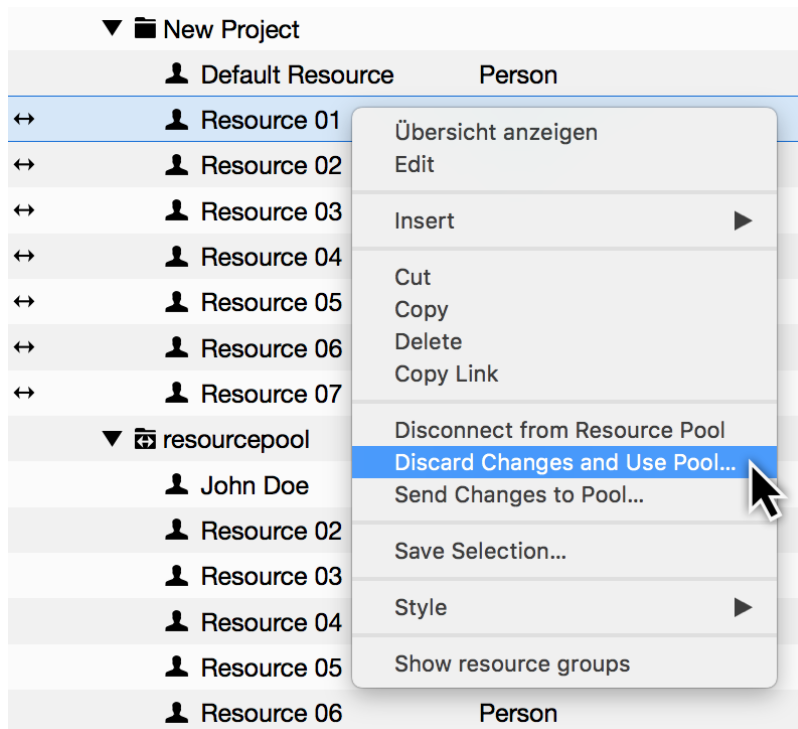 New Project
Default Resource Person
Resource 01
Resource 02
Resource 03
Resource 04
Resource 05
Resource 06
Resource 07
resourcepool
John Doe
Resource 02
Resource 03
Resource 04
Resource 05
Resource 06 Person
Übersicht anzeigen
Edit
Insert
Cut
Copy
Delete
Copy Link
Disconnect from Resource Pool
Discard Changes and Use Pool...
Send Changes to Pool...
Save Selection...
Style
Show resource groups